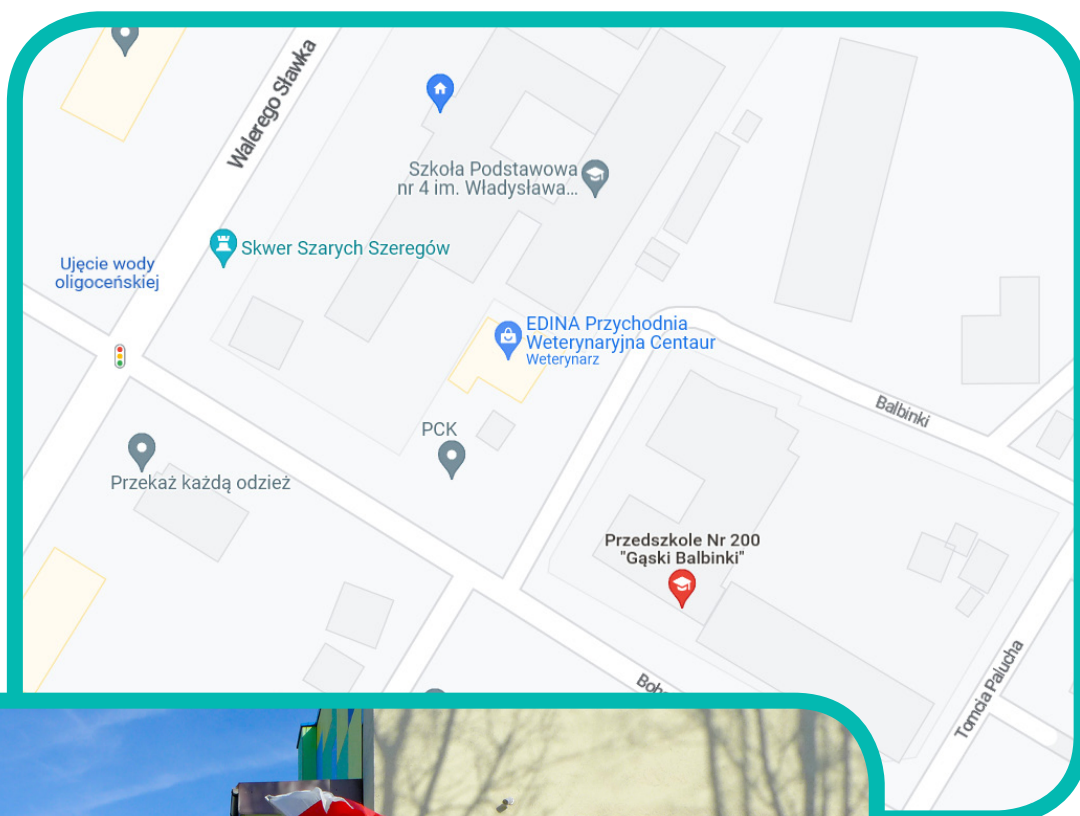 Walerego Sławka
Szkoła Podstawowa
nr 4 im. Władysława...
Skwer Szarych Szeregów
Ujęcie wody
oligoceńskiej
EDINA Przychodnia
Weterynaryjna Centaur
Weterynarz
Balbinki
PCK
Przekaż każdą odzież
Przedszkole Nr 200
"Gąski Balbinki"
Tomcia Palucha